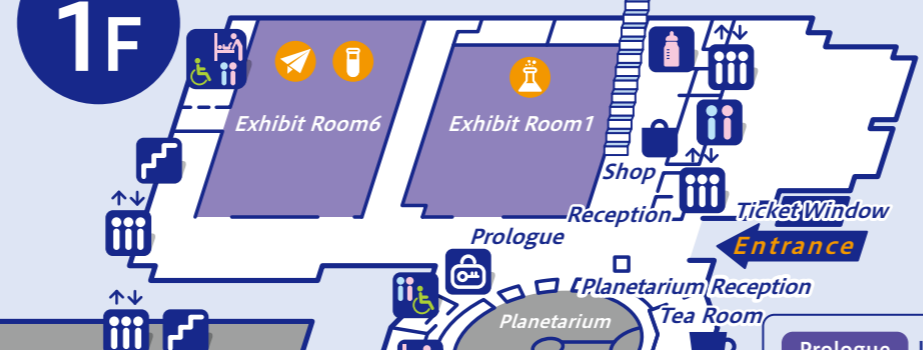 1F
Exhibit Room6
Exhibit Room1
Shop
Reception
Ticket Window
Prologue
Entrance
Planetarium Reception
Tea Room
Planetarium
Prologue